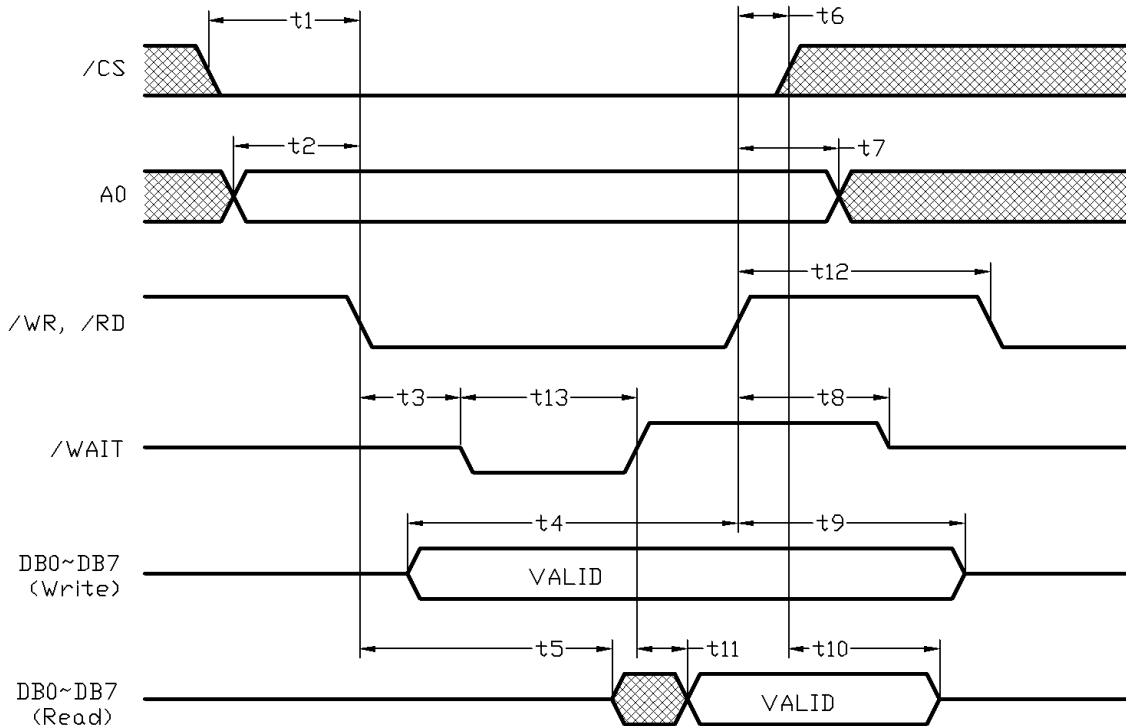 t1
t6
/CS
t2
t7
A0
t12
/WR, /RD
t3
t13
t8
/WAIT
t4
t9
DB0~DB7
(Write)
VALID
t5
t11
t10
DB0~DB7
(Read)
VALID